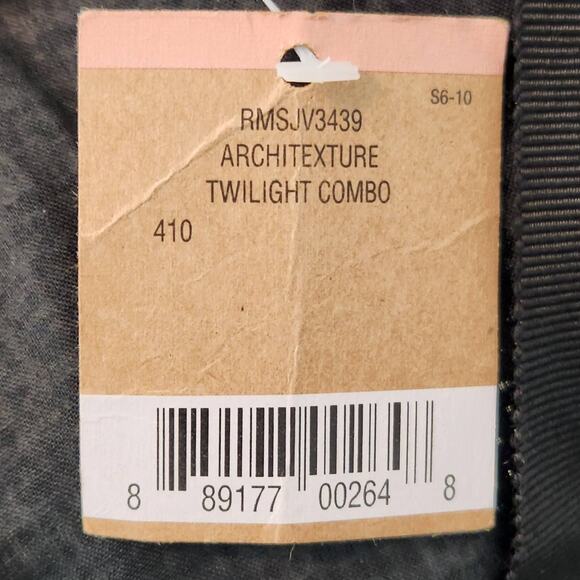 S6-10
RMSJV3439
ARCHITEXTURE
TWILIGHT COMBO
410
8 89177 00264 8